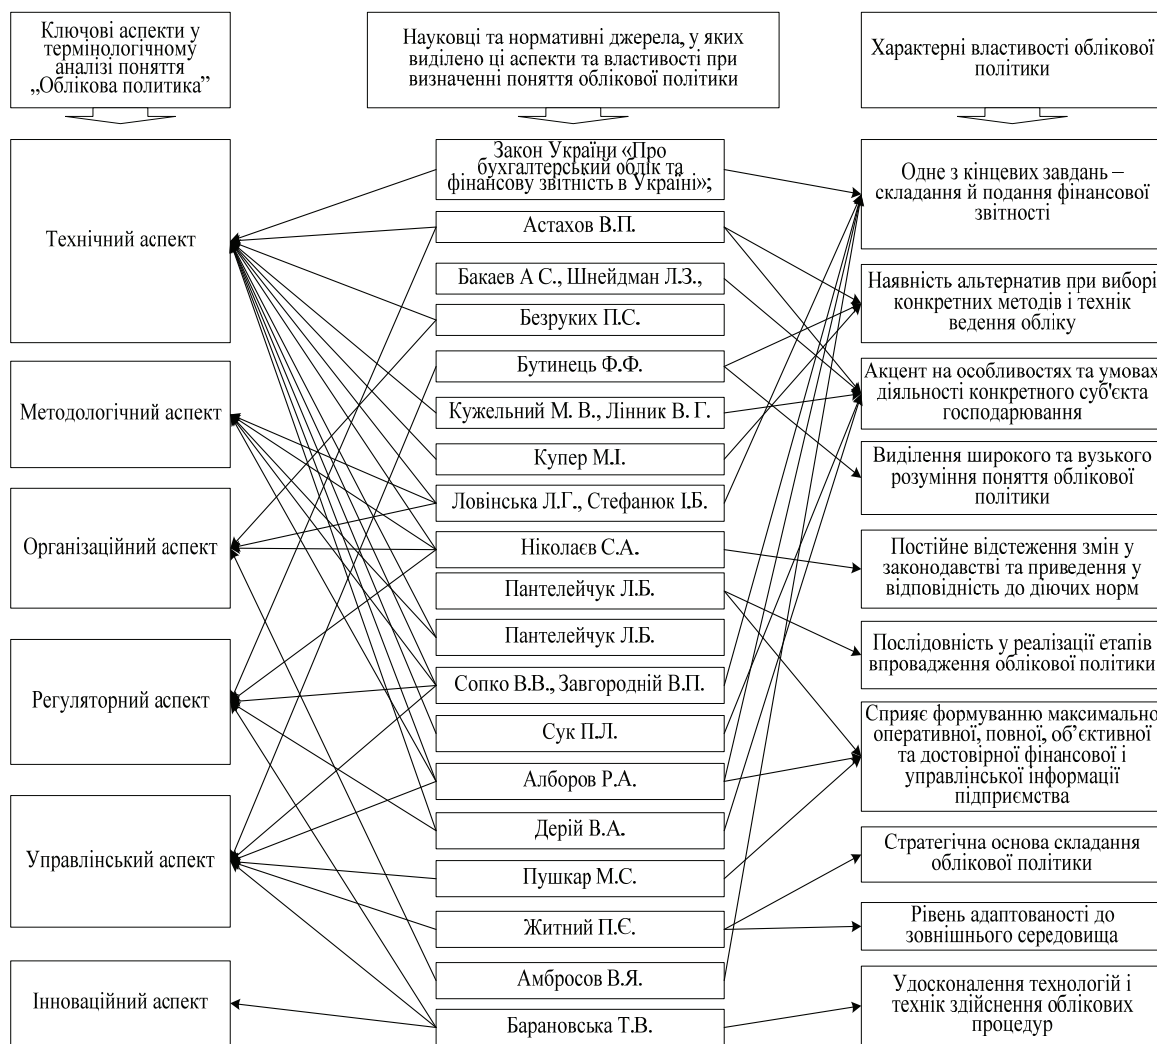 Ключові аспекти у
термінологічному
аналізі поняття
„Облікова политика”
Науковці та нормативні джерела, у яких
виділено ці аспекти та властивості при
визначенні поняття облікової політики
Характерні властивості облікової
політики
Технічний аспект
Методологічний аспект
Організаційний аспект
Регуляторний аспект
Управлінський аспект
Інноваційний аспект
Закон України «Про
бухгалтерський облік та
фінансову звітність в Україні»;
Астахов В.П.
Бакаев А С., Шнейдман Л.З.,
Безруких П.С.
Бутинець Ф.Ф.
Кужельний М. В., Лінник В. Г.
Купер М.І.
Ловінська Л.Г., Стефанюк І.Б.
Ніколаєв С.А.
Пантелейчук Л.Б.
Пантелейчук Л.Б.
Сопко В.В., Завгородній В.П.
Сук П.Л.
Алборов Р.А.
Дерій В.А.
Пушкар М.С.
Житний П.Є.
Амбросов В.Я.
Барановська Т.В.
Одне з кінцевих завдань –
складання й подання фінансової
звітності
Наявність альтернатив при виборі
конкретних методів і технік
ведення обліку
Акцент на особливостях та умовах
діяльності конкретного суб'єкта
господарювання
Виділення широкого та вузького
розуміння поняття облікової
політики
Постійне відстеження змін у
законодавстві та приведення у
відповідність до діючих норм
Послідовність у реалізації етапів
впровадження облікової політики
Сприяє формуванню максимально
оперативної, повної, об’єктивної
та достовірної фінансової і
управлінської інформації
підприємства
Стратегічна основа складання
облікової політики
Рівень адаптованості до
зовнішнього середовища
Удосконалення технологій і
технік здійснення облікових
процедур